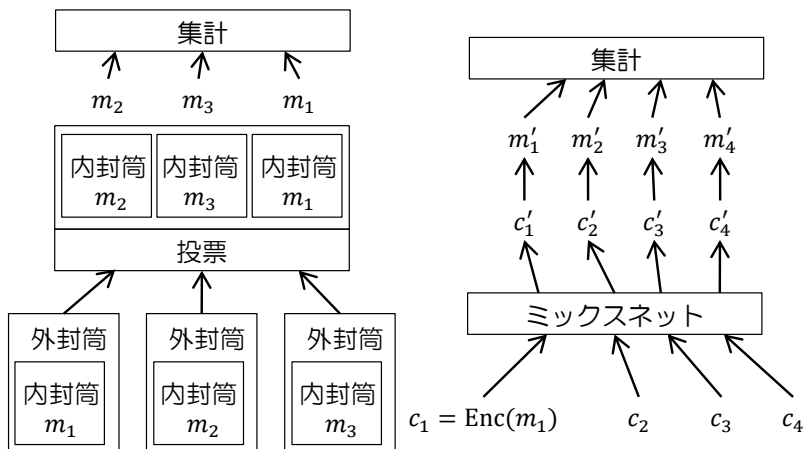 集計
m₂ m₃ m₁
内封筒 内封筒 内封筒
m₂ m₃ m₁
投票
外封筒 外封筒 外封筒
内封筒 内封筒 内封筒
m₁ m₂ m₃
集計
m′₁ m′₂ m′₃ m′₄
c′₁ c′₂ c′₃ c′₄
ミックスネット
c₁ = Enc(m₁) c₂ c₃ c₄